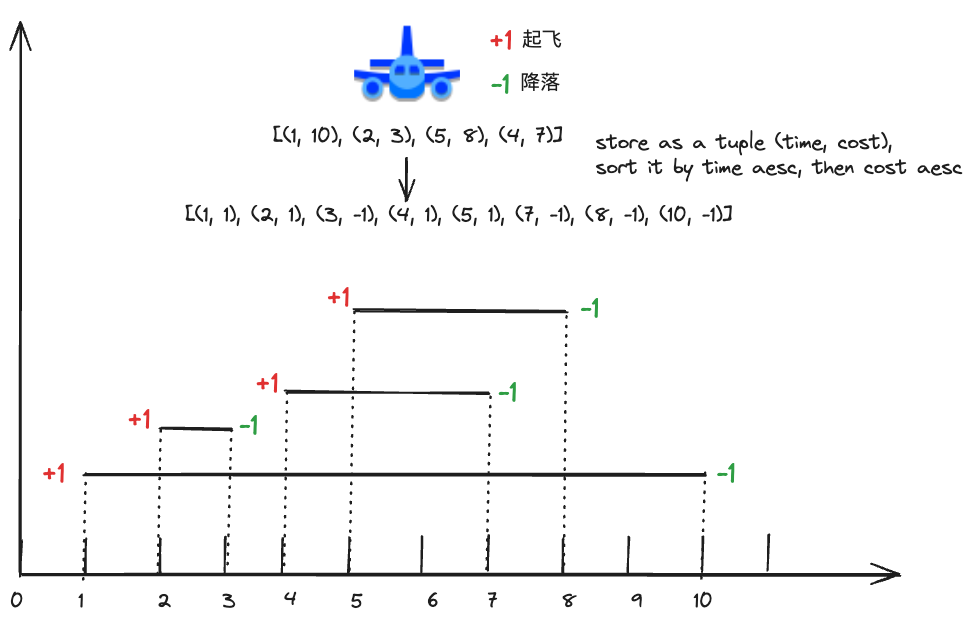 +1 起飞
-1 降落
[(1, 10), (2, 3), (5, 8), (4, 7)]
store as a tuple (time, cost),
sort it by time aesc, then cost aesc
[(1, 1), (2, 1), (3, -1), (4, 1), (5, 1), (7, -1), (8, -1), (10, -1)]
+1 -1
+1 -1
+1 -1
+1 -1
0 1 2 3 4 5 6 7 8 9 10